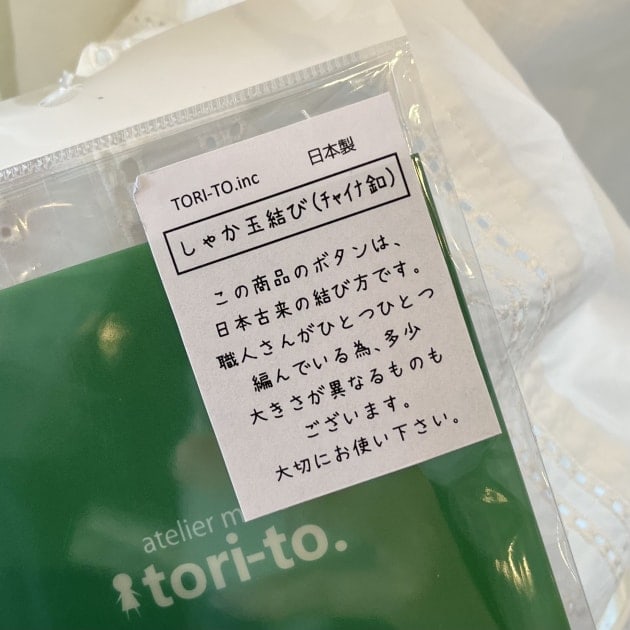 TORI-TO.inc 日本製
しゃか玉結び(ﾁｬｲﾅ釦)
この商品のボタンは、
日本古来の結び方です。
職人さんがひとつひとつ
編んでいる為、多少
大きさが異なるものも
ございます。
大切にお使い下さい。
atelier m
tori-to.